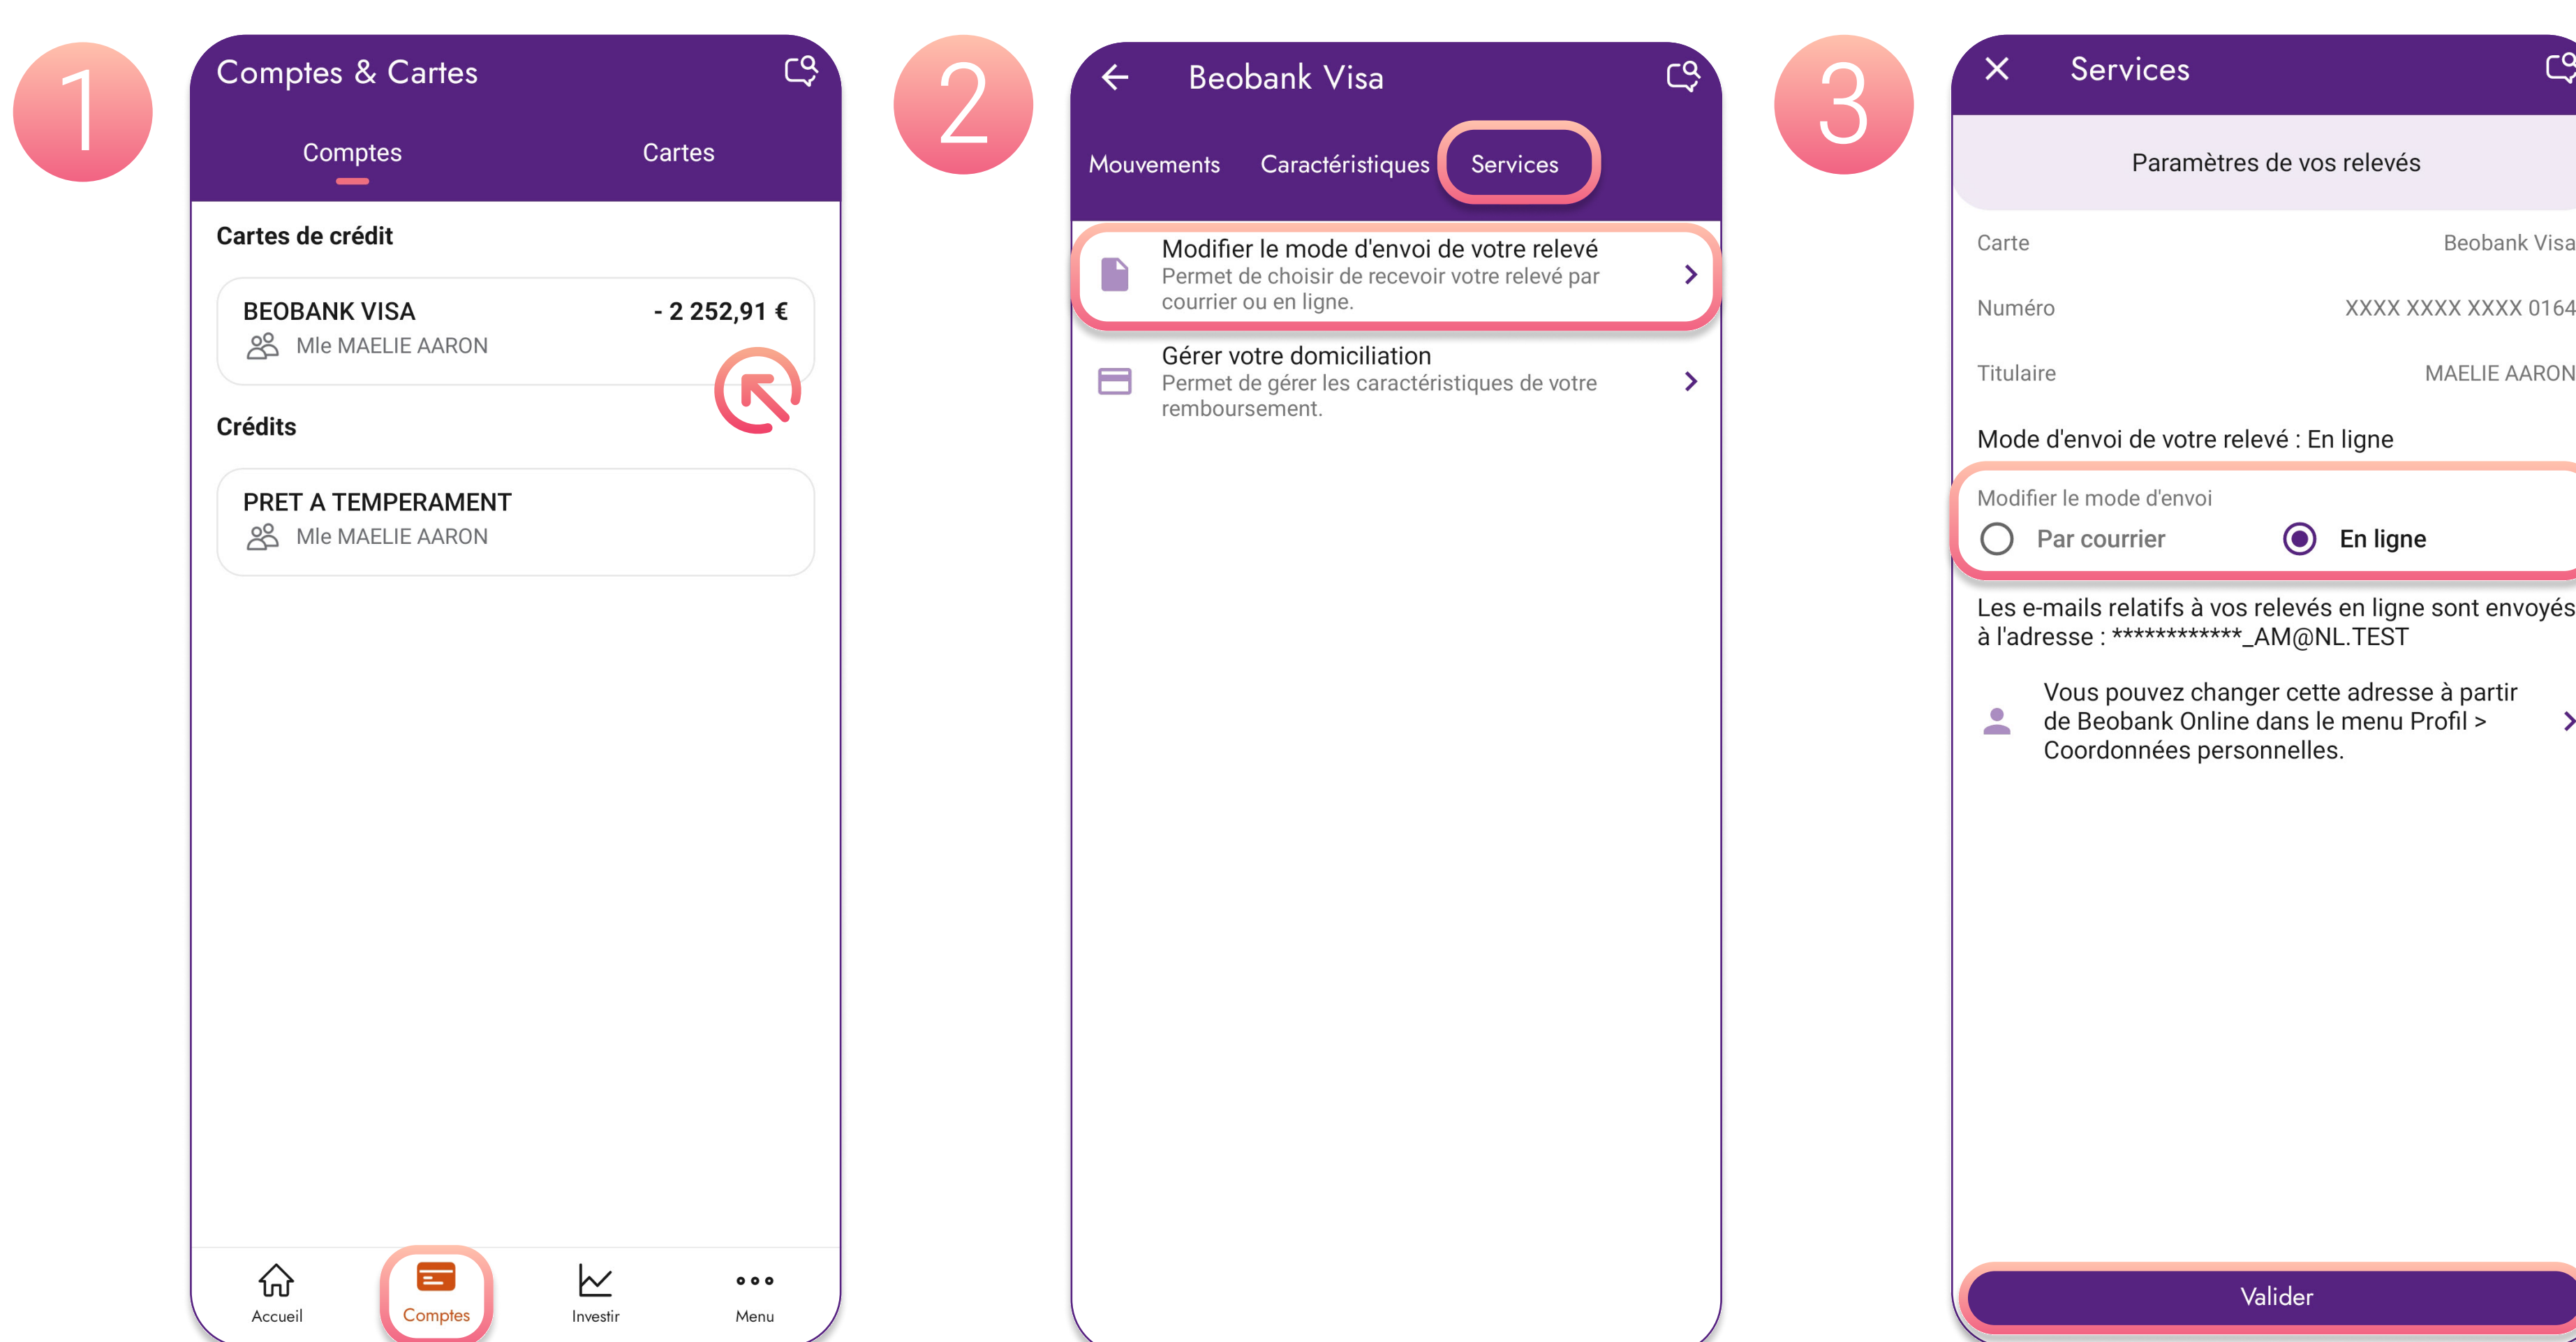 1
Comptes & Cartes
Comptes
Cartes
Cartes de crédit
BEOBANK VISA
- 2 252,91 €
Mle MAELIE AARON
Crédits
PRET A TEMPERAMENT
Mle MAELIE AARON
Accueil
Comptes
Investir
Menu
2
Beobank Visa
Mouvements
Caractéristiques
Services
Modifier le mode d'envoi de votre relevé
Permet de choisir de recevoir votre relevé par
courrier ou en ligne.
Gérer votre domiciliation
Permet de gérer les caractéristiques de votre
remboursement.
3
Services
Paramètres de vos relevés
Carte
Beobank Visa
Numéro
XXXX XXXX XXXX 0164
Titulaire
MAELIE AARON
Mode d'envoi de votre relevé : En ligne
Modifier le mode d'envoi
Par courrier
En ligne
Les e-mails relatifs à vos relevés en ligne sont envoyés
à l'adresse : ************_AM@NL.TEST
Vous pouvez changer cette adresse à partir
de Beobank Online dans le menu Profil >
Coordonnées personnelles.
Valider